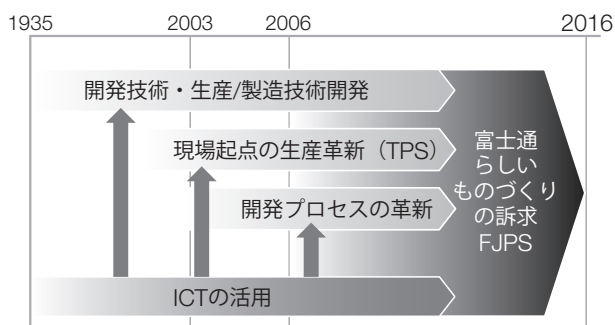 1935 2003 2006 2016
開発技術・生産/製造技術開発
現場起点の生産革新（TPS）
開発プロセスの革新
ICTの活用
富士通
らしい
ものづくり
の訴求
FJPS